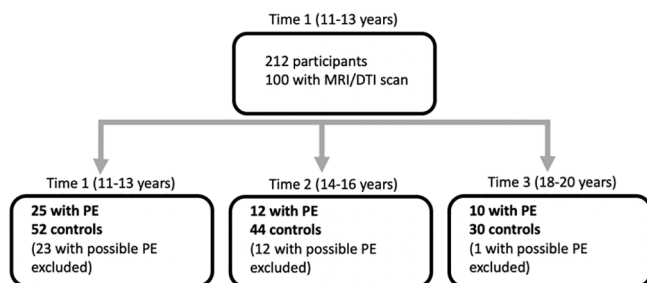 Time 1 (11-13 years)
212 participants
100 with MRI/DTI scan
Time 1 (11-13 years)
25 with PE
52 controls
(23 with possible PE
excluded)
Time 2 (14-16 years)
12 with PE
44 controls
(12 with possible PE
excluded)
Time 3 (18-20 years)
10 with PE
30 controls
(1 with possible PE
excluded)